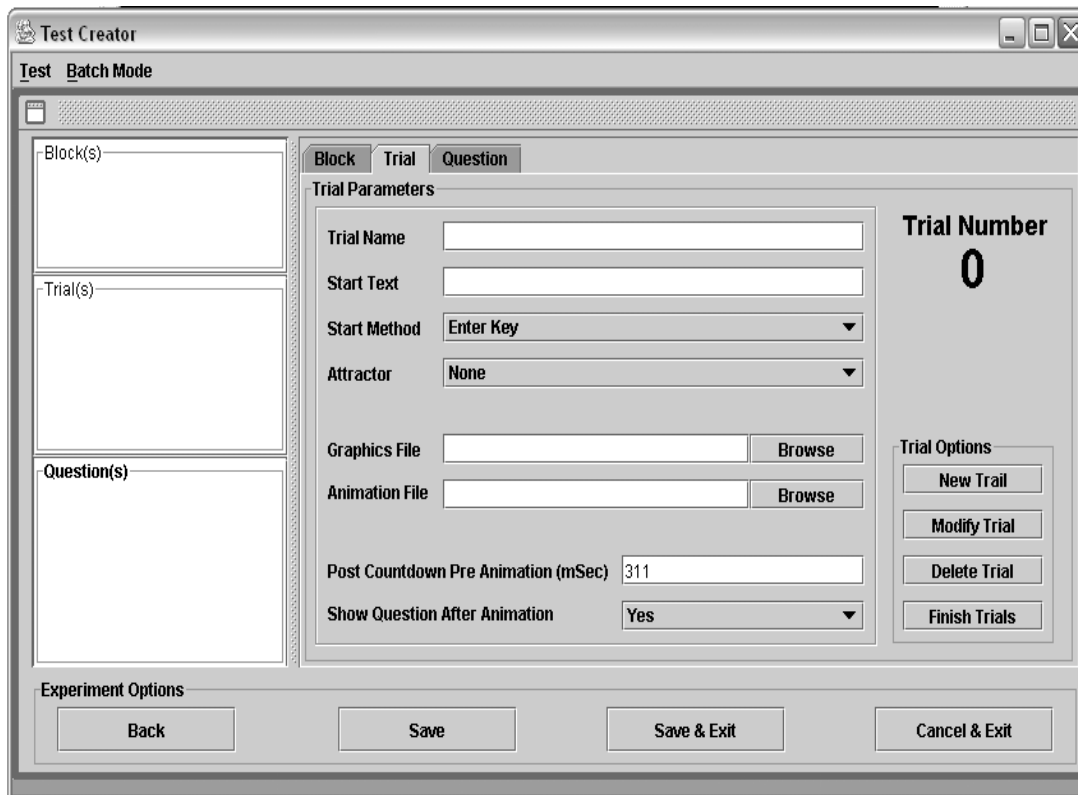 Test Creator
Test Batch Mode
Block(s)
Trial(s)
Question(s)
Block Trial Question
Trial Parameters
Trial Name
Start Text
Start Method Enter Key
Attractor None
Graphics File Browse
Animation File Browse
Post Countdown Pre Animation (mSec) 311
Show Question After Animation Yes
Trial Number
0
Trial Options
New Trail
Modify Trial
Delete Trial
Finish Trials
Experiment Options
Back Save Save & Exit Cancel & Exit